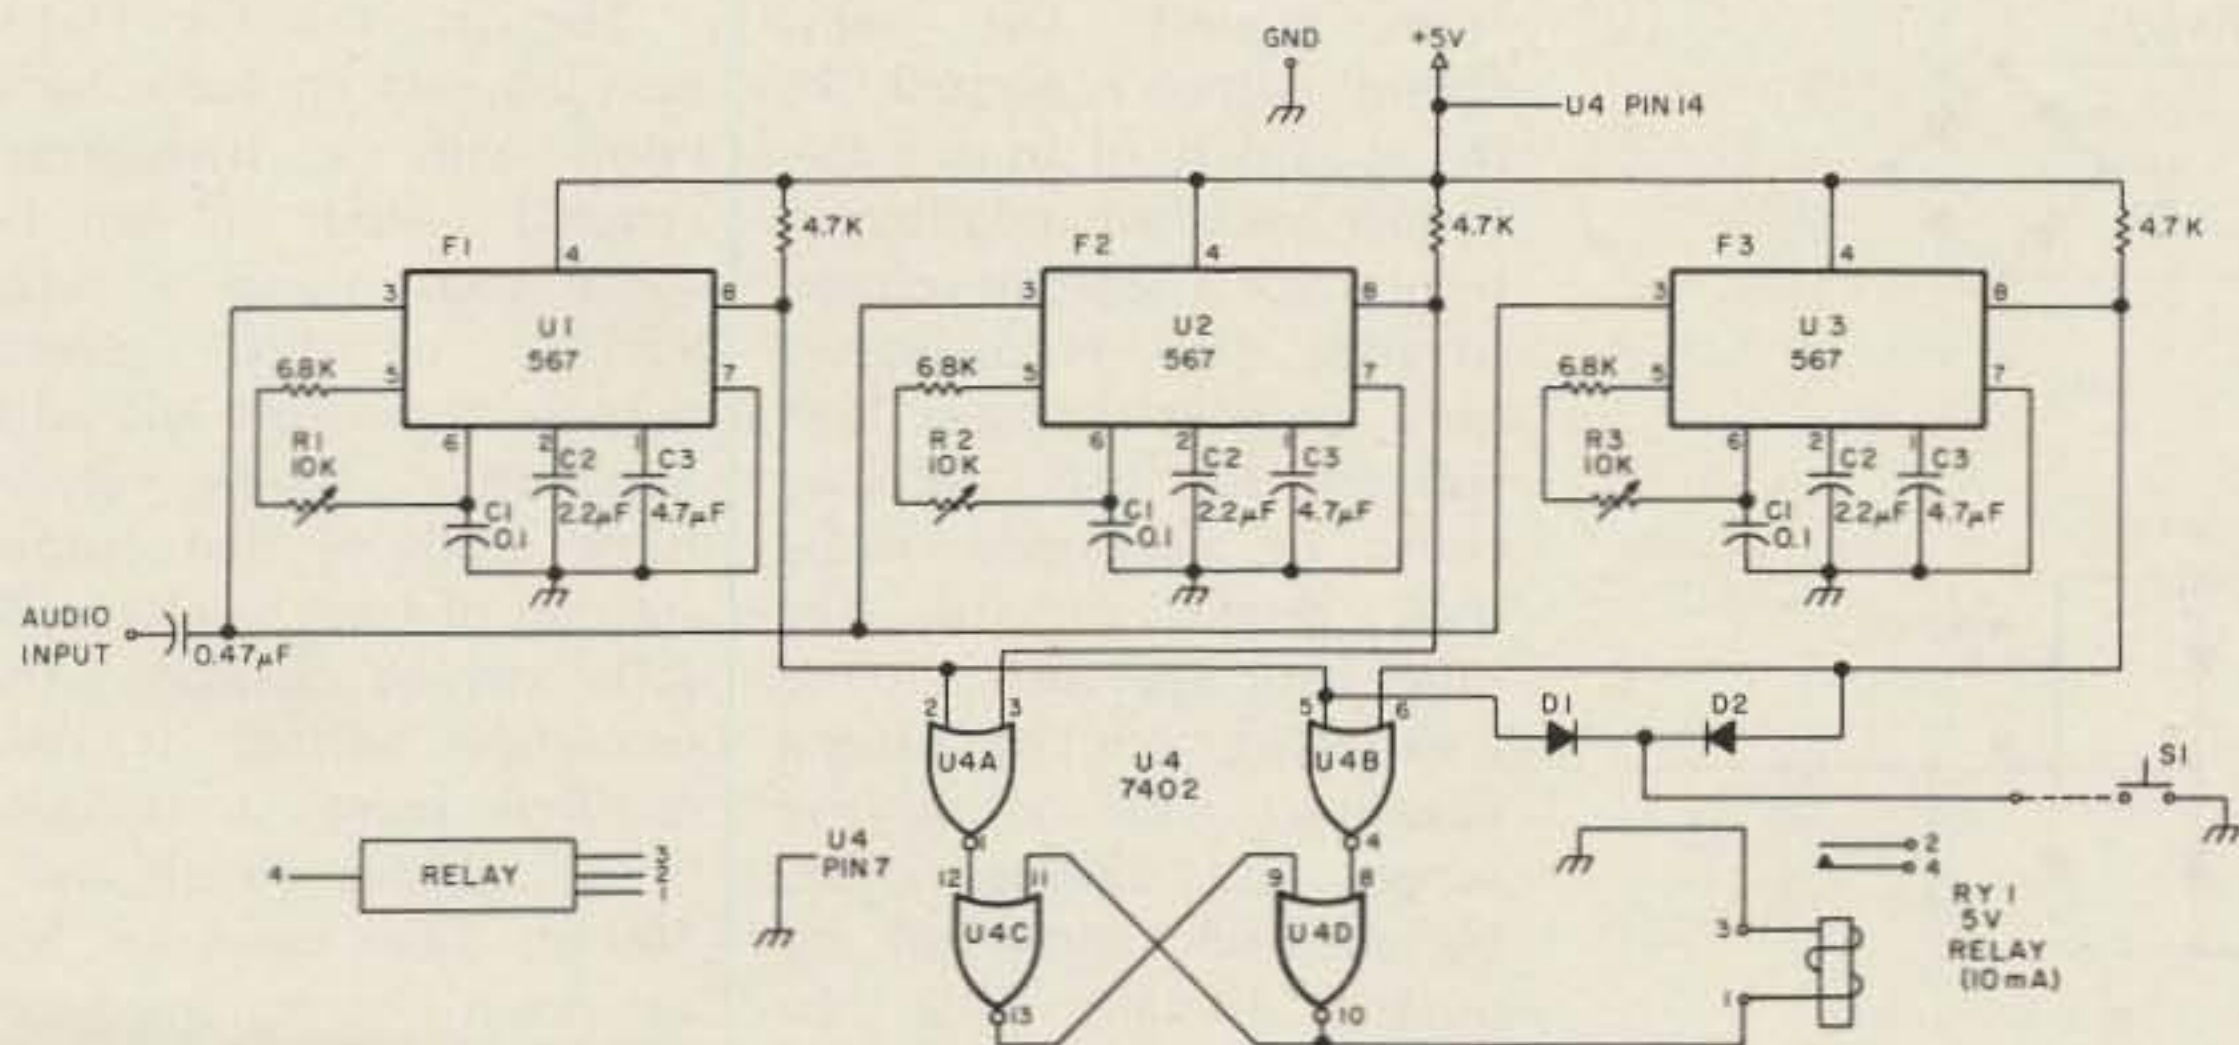 GND
+5V
U4 PIN 14
F1
4
4.7K
F2
4
4.7K
F3
4
4.7K
3
8
3
8
3
8
U1
567
U2
567
U3
567
6.8K
5
7
6.8K
5
7
6.8K
5
7
R1
10K
6
2
1
C2
C3
R2
10K
6
2
1
C2
C3
R3
10K
6
2
1
C2
C3
C1
0.1
2.2µF
4.7µF
C1
0.1
2.2µF
4.7µF
C1
0.1
2.2µF
4.7µF
AUDIO
INPUT
0.47µF
2
3
5
6
D1
D2
U4A
U4
7402
U4B
S1
1
4
U4
PIN 7
4
RELAY
3
2
1
12
11
9
8
2
4
U4C
U4D
RY 1
5V
RELAY
(10mA)
3
1
13
10